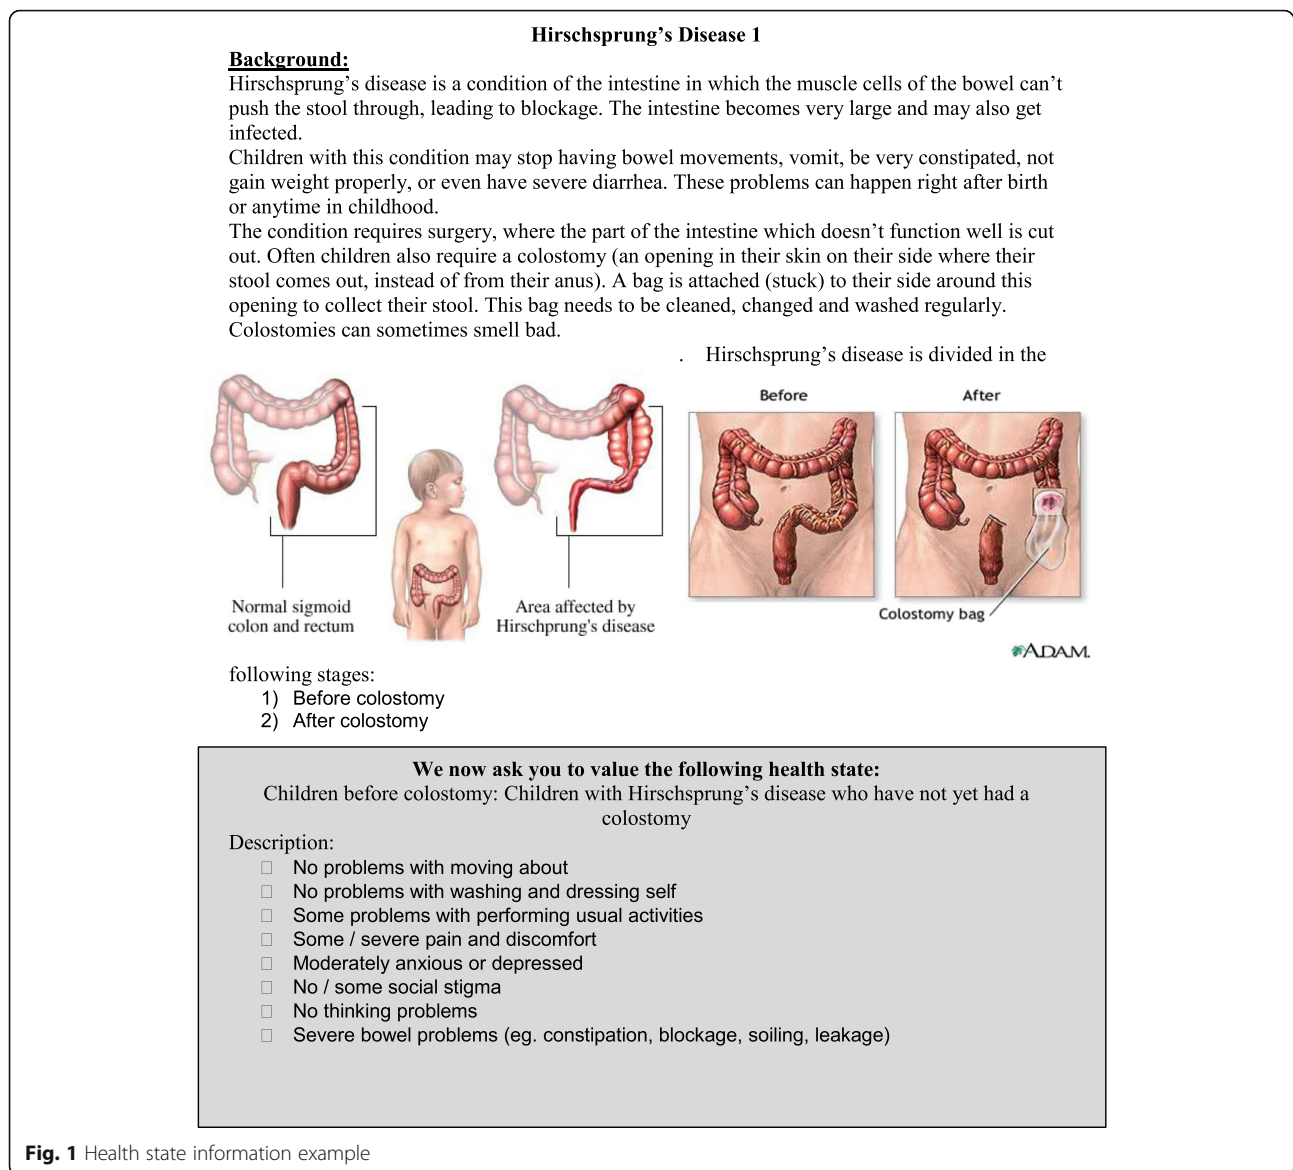 Hirschsprung's Disease 1
Background:
Hirschsprung's disease is a condition of the intestine in which the muscle cells of the bowel can't
push the stool through, leading to blockage. The intestine becomes very large and may also get
infected.
Children with this condition may stop having bowel movements, vomit, be very constipated, not
gain weight properly, or even have severe diarrhea. These problems can happen right after birth
or anytime in childhood.
The condition requires surgery, where the part of the intestine which doesn't function well is cut
out. Often children also require a colostomy (an opening in their skin on their side where their
stool comes out, instead of from their anus). A bag is attached (stuck) to their side around this
opening to collect their stool. This bag needs to be cleaned, changed and washed regularly.
Colostomies can sometimes smell bad.
. Hirschsprung's disease is divided in the
Before After
Normal sigmoid
colon and rectum
Area affected by
Hirschprung's disease
Colostomy bag
ADAM.
following stages:
1) Before colostomy
2) After colostomy
We now ask you to value the following health state:
Children before colostomy: Children with Hirschsprung's disease who have not yet had a
colostomy
Description:
□ No problems with moving about
□ No problems with washing and dressing self
□ Some problems with performing usual activities
□ Some / severe pain and discomfort
□ Moderately anxious or depressed
□ No / some social stigma
□ No thinking problems
□ Severe bowel problems (eg. constipation, blockage, soiling, leakage)
Fig. 1 Health state information example